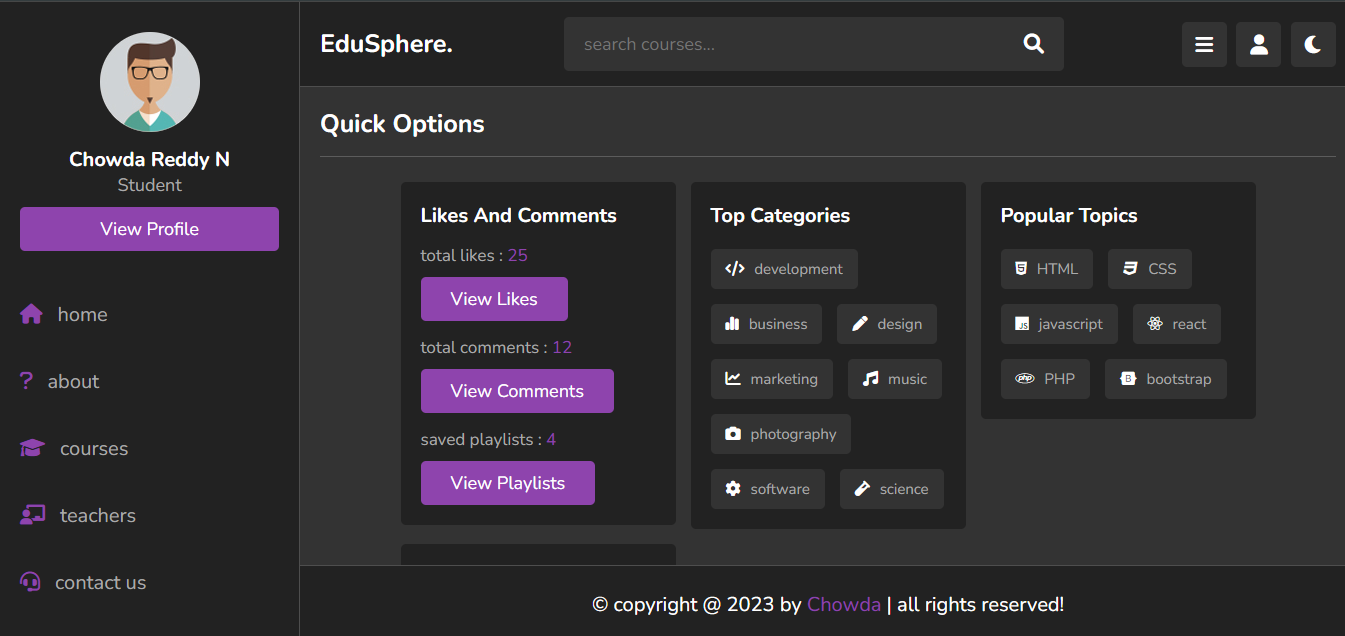 Chowda Reddy N
Student
View Profile
home
about
courses
teachers
contact us
EduSphere.
search courses...
Quick Options
Likes And Comments
total likes : 25
View Likes
total comments : 12
View Comments
saved playlists : 4
View Playlists
Top Categories
development
business design
marketing music
photography
software science
Popular Topics
HTML CSS
javascript react
PHP bootstrap
© copyright @ 2023 by Chowda | all rights reserved!